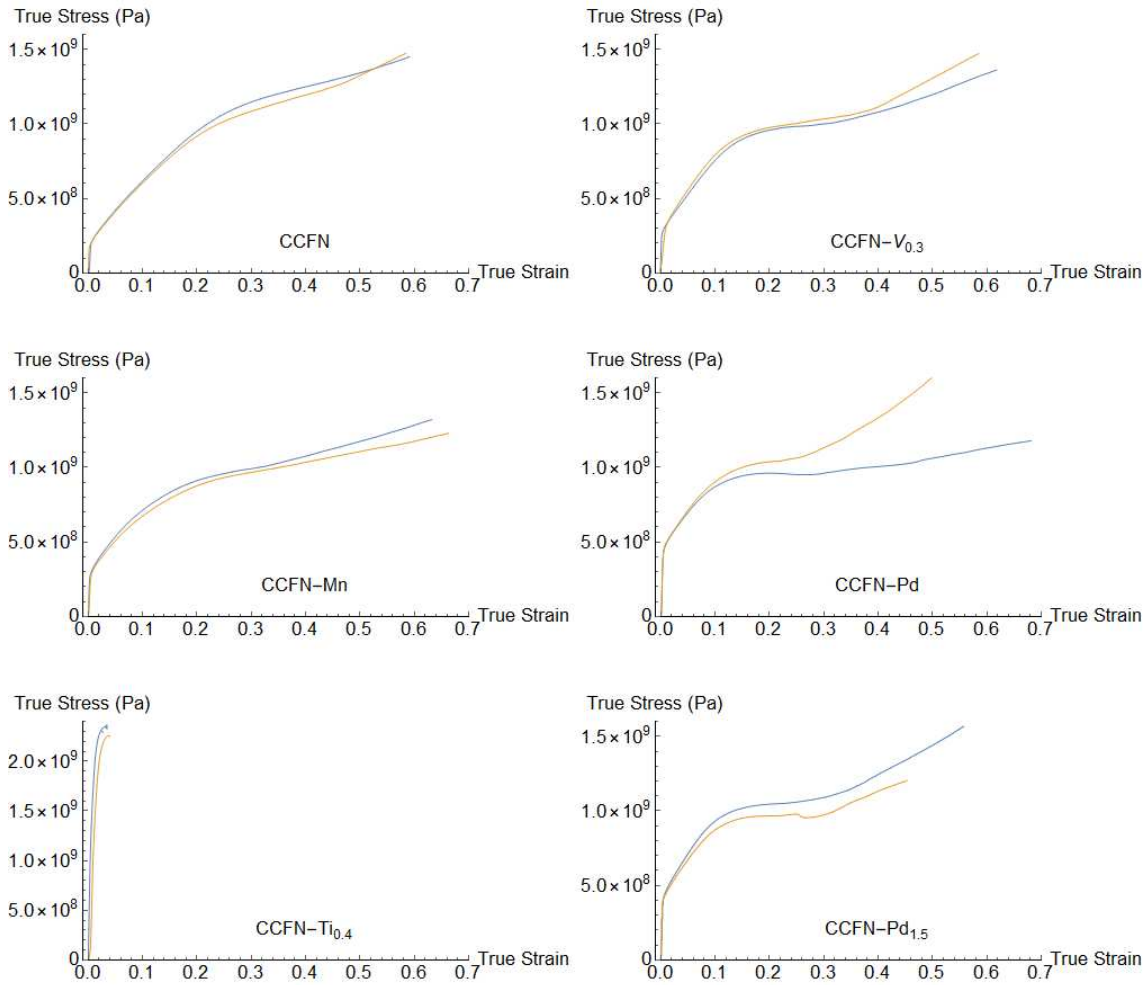 True Stress (Pa)
1.5 × 10⁹
1.0 × 10⁹
5.0 × 10⁸
0
0.0 0.1 0.2 0.3 0.4 0.5 0.6 0.7
True Strain
CCFN
True Stress (Pa)
1.5 × 10⁹
1.0 × 10⁹
5.0 × 10⁸
0
0.0 0.1 0.2 0.3 0.4 0.5 0.6 0.7
True Strain
CCFN–V₀.₃
True Stress (Pa)
1.5 × 10⁹
1.0 × 10⁹
5.0 × 10⁸
0
0.0 0.1 0.2 0.3 0.4 0.5 0.6 0.7
True Strain
CCFN–Mn
True Stress (Pa)
1.5 × 10⁹
1.0 × 10⁹
5.0 × 10⁸
0
0.0 0.1 0.2 0.3 0.4 0.5 0.6 0.7
True Strain
CCFN–Pd
True Stress (Pa)
2.0 × 10⁹
1.5 × 10⁹
1.0 × 10⁹
5.0 × 10⁸
0
0.0 0.1 0.2 0.3 0.4 0.5 0.6 0.7
True Strain
CCFN–Ti₀.₄
True Stress (Pa)
1.5 × 10⁹
1.0 × 10⁹
5.0 × 10⁸
0
0.0 0.1 0.2 0.3 0.4 0.5 0.6 0.7
True Strain
CCFN–Pd₁.₅